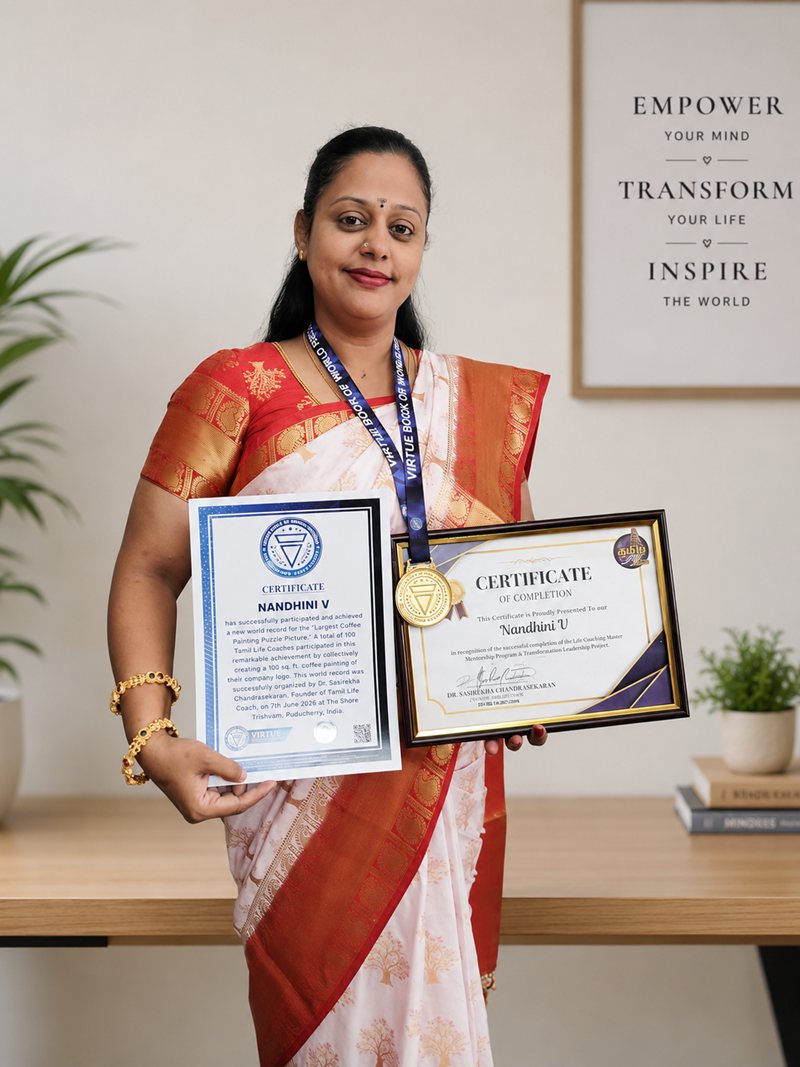 EMPOWER
YOUR MIND
TRANSFORM
YOUR LIFE
INSPIRE
THE WORLD
VIRTUE BOOK OF WORLD
VIRTUE BOOK OF WORLD
CERTIFICATE
NANDHINI V
has successfully participated and achieved
a new world record for the "Largest Coffee
Painting Puzzle Picture." A total of 100
Tamil Life Coaches participated in this
remarkable achievement by collectively
creating a 100 sq. ft. coffee painting of
their company logo. This world record was
successfully organized by Dr. Sasirekha
Chandrasekaran, Founder of Tamil Life
Coach, on 7th June 2026 at The Shore
Trishvam, Puducherry, India.
VIRTUE
தமிழ்
CERTIFICATE
OF COMPLETION
This Certificate is Proudly Presented To our
Nandhini V
in recognition of the successful completion of the Life Coaching Master
Mentorship Program & Transformation Leadership Project.
DR. SASIREKHA CHANDRASEKARAN